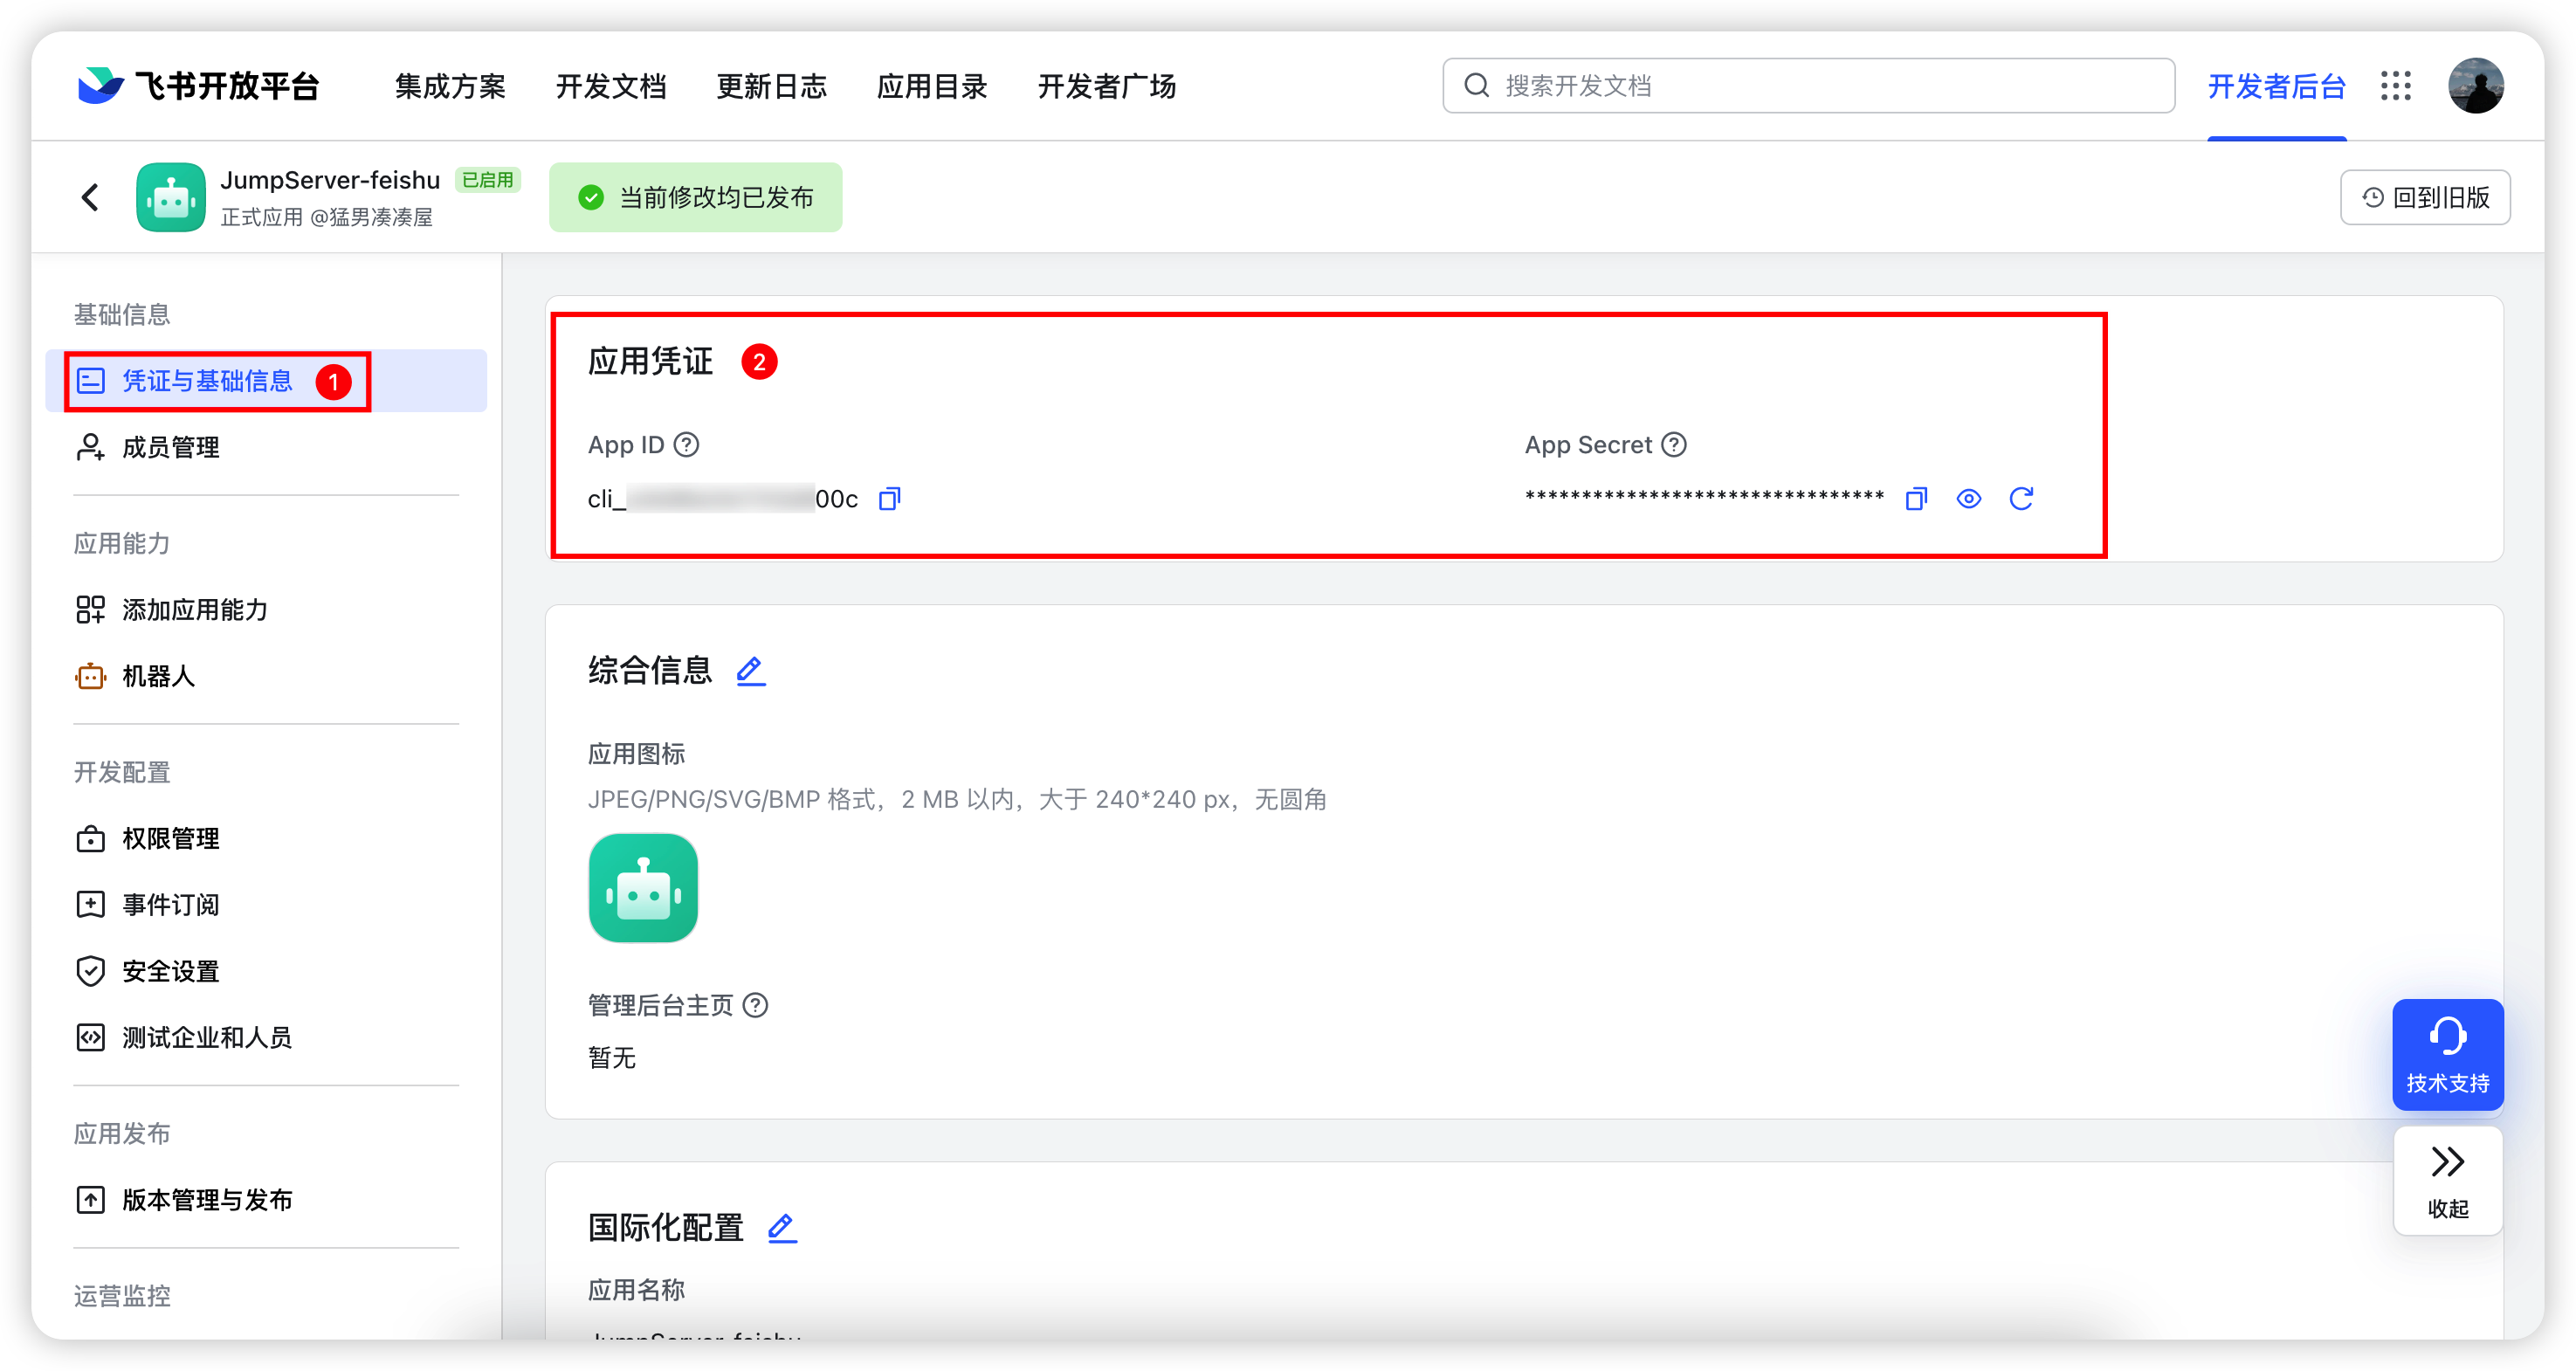 飞书开放平台
集成方案
开发文档
更新日志
应用目录
开发者广场
搜索开发文档
开发者后台
JumpServer-feishu
已启用
正式应用 @猛男凑凑屋
当前修改均已发布
回到旧版
基础信息
凭证与基础信息
1
成员管理
应用能力
添加应用能力
机器人
开发配置
权限管理
事件订阅
安全设置
测试企业和人员
应用发布
版本管理与发布
运营监控
应用凭证
2
App ID
cli_
00c
App Secret
********************************
综合信息
应用图标
JPEG/PNG/SVG/BMP 格式，2 MB 以内，大于 240*240 px，无圆角
管理后台主页
暂无
国际化配置
应用名称
JumpServer-feishu
技术支持
收起